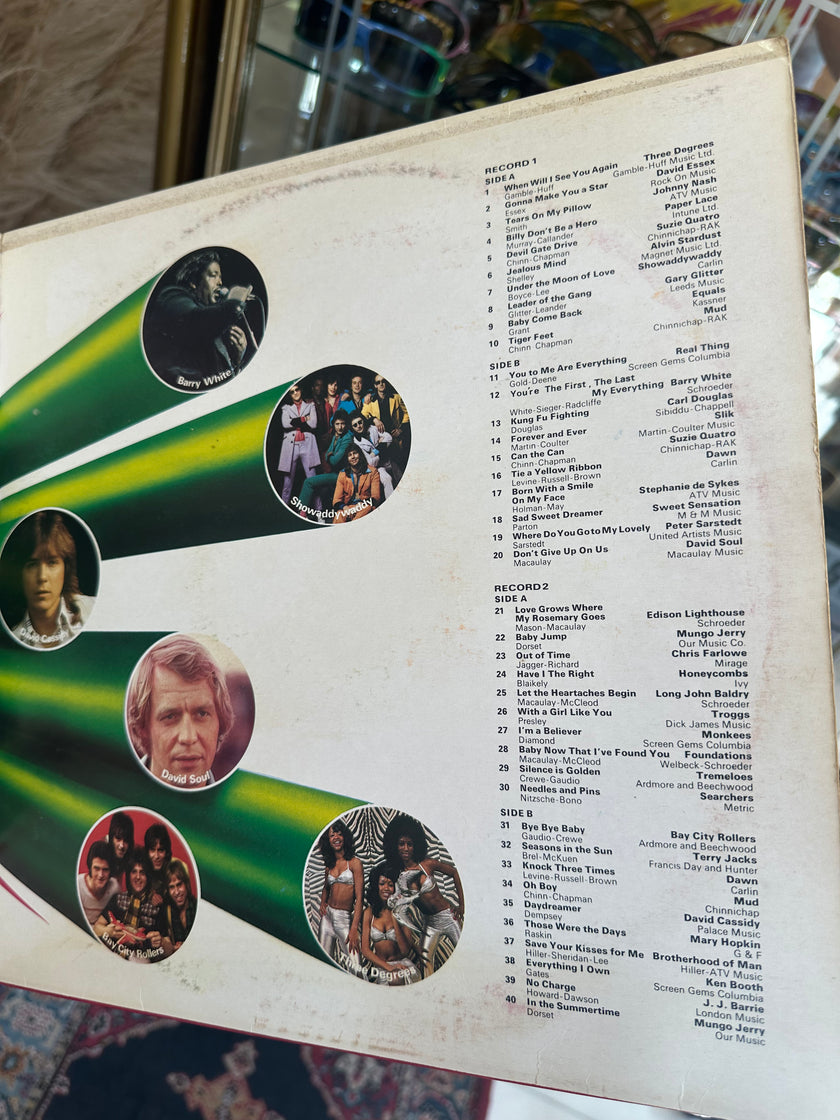 Barry White
Showaddywaddy
David Cassidy
David Soul
Bay City Rollers
Three Degrees
RECORD 1
SIDE A
1 When Will I See You Again Three Degrees
Gamble-Huff Gamble-Huff Music Ltd.
2 Gonna Make You a Star David Essex
Essex Rock On Music
3 Tears On My Pillow Johnny Nash
Smith ATV Music
4 Billy Don't Be a Hero Paper Lace
Murray-Callander Intune Ltd.
5 Devil Gate Drive Suzie Quatro
Chinn-Chapman Chinnichap-RAK
6 Jealous Mind Alvin Stardust
Shelley Magnet Music Ltd.
7 Under the Moon of Love Showaddywaddy
Boyce-Lee Carlin
8 Leader of the Gang Gary Glitter
Glitter-Leander Leeds Music
9 Baby Come Back Equals
Grant Kassner
10 Tiger Feet Mud
Chinn Chapman Chinnichap-RAK
SIDE B
11 You to Me Are Everything Real Thing
Gold-Deene Screen Gems Columbia
12 You're The First, The Last
My Everything Barry White
White-Sieger-Radcliffe Schroeder
13 Kung Fu Fighting Carl Douglas
Douglas Sibiddu-Chappell
14 Forever and Ever Slik
Martin-Coulter Martin-Coulter Music
15 Can the Can Suzie Quatro
Chinn-Chapman Chinnichap-RAK
16 Tie a Yellow Ribbon Dawn
Levine-Russell-Brown Carlin
17 Born With a Smile
On My Face Stephanie de Sykes
Holman-May ATV Music
18 Sad Sweet Dreamer Sweet Sensation
Parton M & M Music
19 Where Do You Go to My Lovely Peter Sarstedt
Sarstedt United Artists Music
20 Don't Give Up On Us David Soul
Macaulay Macaulay Music
RECORD 2
SIDE A
21 Love Grows Where
My Rosemary Goes Edison Lighthouse
Mason-Macaulay Schroeder
22 Baby Jump Mungo Jerry
Dorset Our Music Co.
23 Out of Time Chris Farlowe
Jagger-Richard Mirage
24 Have I The Right Honeycombs
Blaikely Ivy
25 Let the Heartaches Begin Long John Baldry
Macaulay-McCleod Schroeder
26 With a Girl Like You Troggs
Presley Dick James Music
27 I'm a Believer Monkees
Diamond Screen Gems Columbia
28 Baby Now That I've Found You Foundations
Macaulay-McCleod Welbeck-Schroeder
29 Silence is Golden Tremeloes
Crewe-Gaudio Ardmore and Beechwood
30 Needles and Pins Searchers
Nitzsche-Bono Metric
SIDE B
31 Bye Bye Baby Bay City Rollers
Gaudio-Crewe Ardmore and Beechwood
32 Seasons in the Sun Terry Jacks
Brel-McKuen Francis Day and Hunter
33 Knock Three Times Dawn
Levine-Russell-Brown Carlin
34 Oh Boy Mud
Chinn-Chapman Chinnichap
35 Daydreamer David Cassidy
Dempsey Palace Music
36 Those Were the Days Mary Hopkin
Raskin G & F
37 Save Your Kisses for Me Brotherhood of Man
Hiller-Sheridan-Lee Hiller-ATV Music
38 Everything I Own Ken Booth
Gates Screen Gems Columbia
39 No Charge J. J. Barrie
Howard-Dawson London Music
40 In the Summertime Mungo Jerry
Dorset Our Music